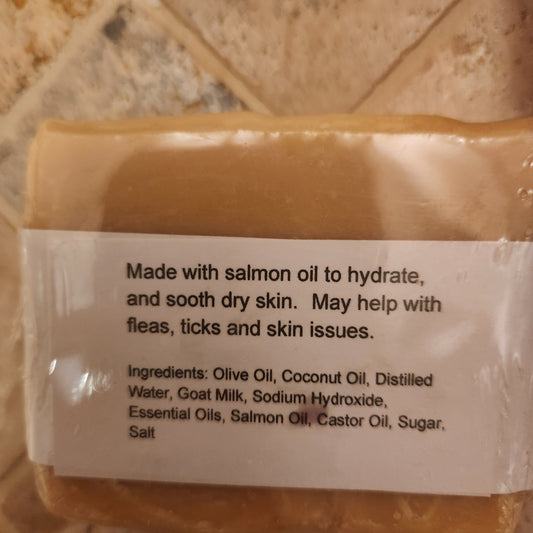 Made with salmon oil to hydrate,
and sooth dry skin.  May help with
fleas, ticks and skin issues.
Ingredients: Olive Oil, Coconut Oil, Distilled
Water, Goat Milk, Sodium Hydroxide,
Essential Oils, Salmon Oil, Castor Oil, Sugar,
Salt